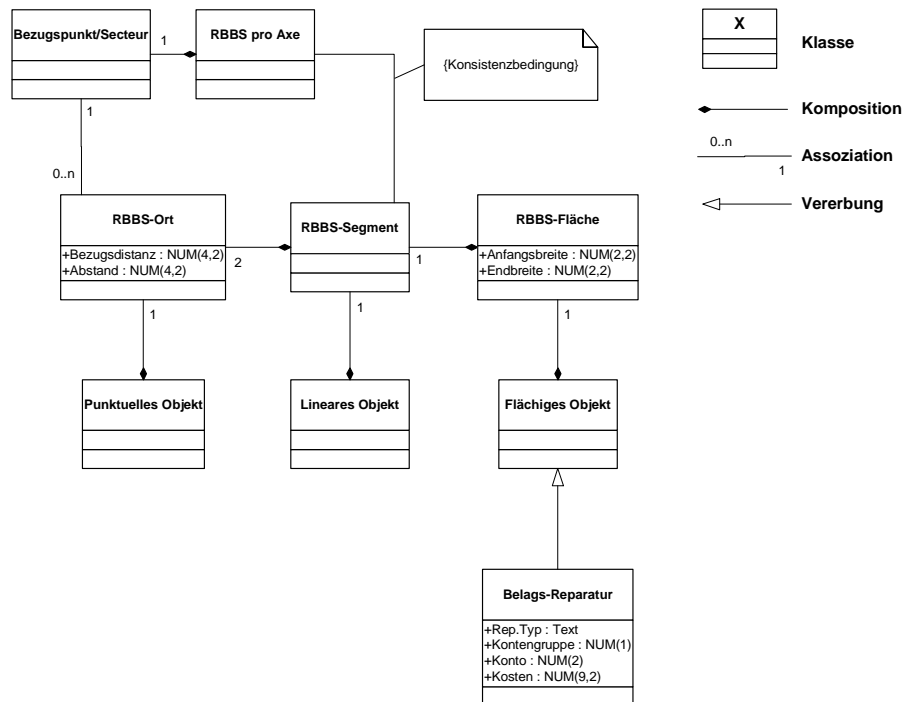 Bezugspunkt/Secteur
1
RBBS pro Axe
{Konsistenzbedingung}
X
Klasse
Komposition
0..n
1
Assoziation
Vererbung
1
0..n
RBBS-Ort
+Bezugsdistanz : NUM(4,2)
+Abstand : NUM(4,2)
2
RBBS-Segment
1
RBBS-Fläche
+Anfangsbreite : NUM(2,2)
+Endbreite : NUM(2,2)
1
1
1
Punktuelles Objekt
Lineares Objekt
Flächiges Objekt
Belags-Reparatur
+Rep.Typ : Text
+Kontengruppe : NUM(1)
+Konto : NUM(2)
+Kosten : NUM(9,2)